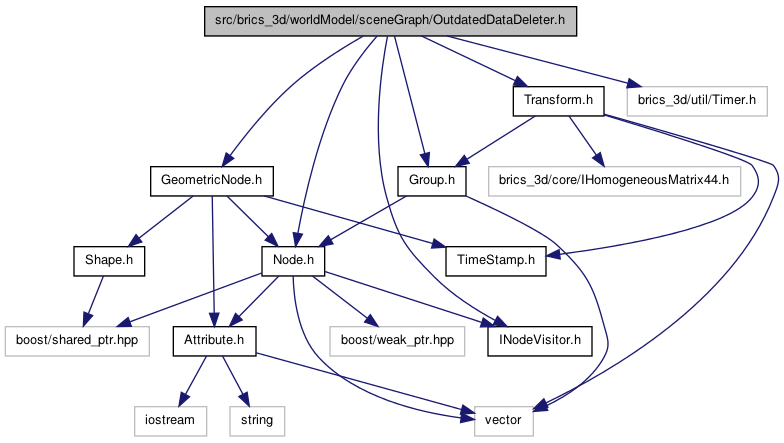 src/brics_3d/worldModel/sceneGraph/OutdatedDataDeleter.h
Transform.h
brics_3d/util/Timer.h
GeometricNode.h
Group.h
brics_3d/core/IHomogeneousMatrix44.h
Shape.h
Node.h
TimeStamp.h
boost/shared_ptr.hpp
Attribute.h
boost/weak_ptr.hpp
INodeVisitor.h
iostream
string
vector